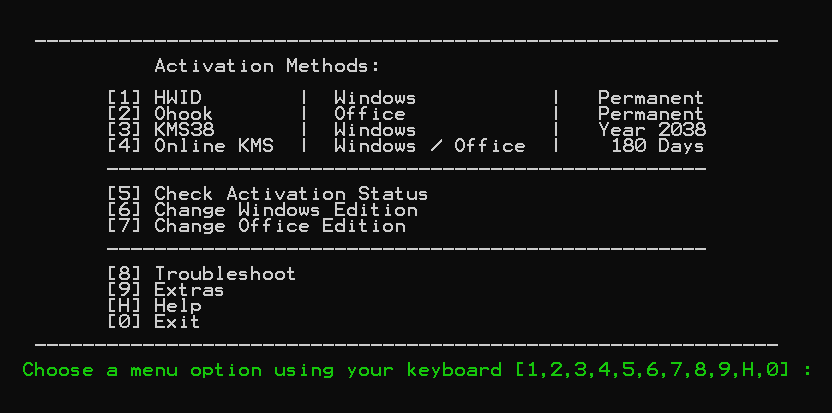 Activation Methods:
[1] HWID | Windows | Permanent
[2] Ohook | Office | Permanent
[3] KMS38 | Windows | Year 2038
[4] Online KMS | Windows / Office | 180 Days
[5] Check Activation Status
[6] Change Windows Edition
[7] Change Office Edition
[8] Troubleshoot
[9] Extras
[H] Help
[0] Exit
Choose a menu option using your keyboard [1,2,3,4,5,6,7,8,9,H,0] :